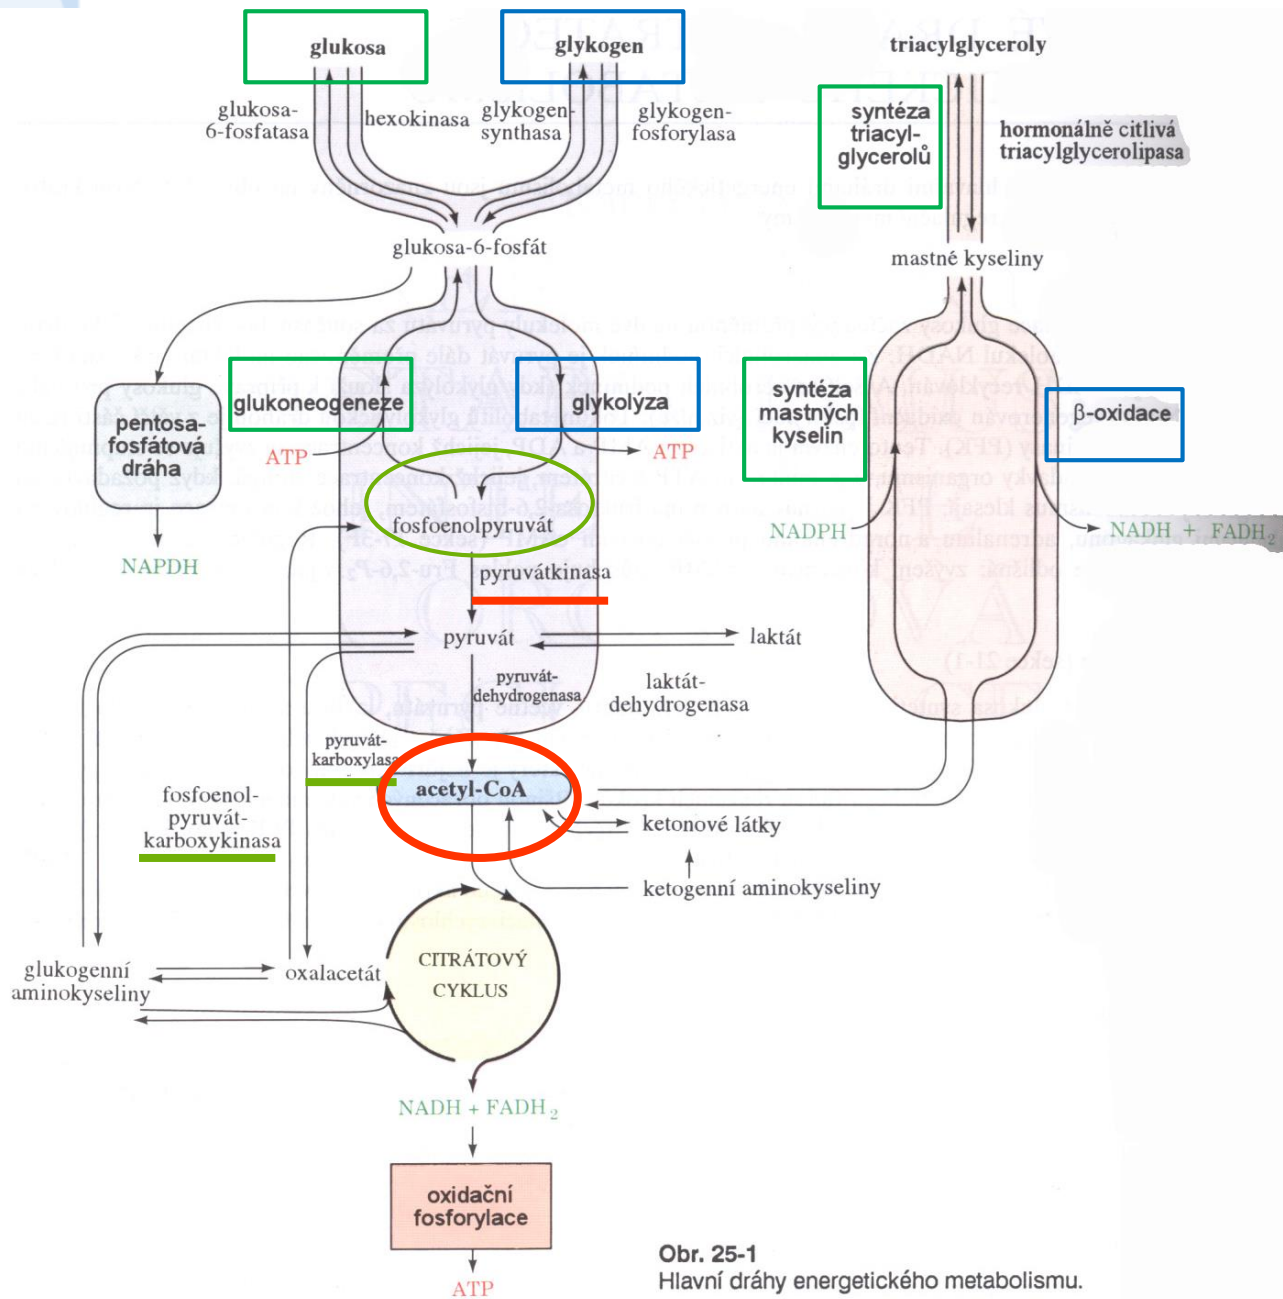 glukosa
glykogen
triacylglyceroly
glukosa-
6-fosfatasa
hexokinasa
glykogen-
synthasa
glykogen-
fosforylasa
syntéza
triacyl-
glycerolů
hormonálně citlivá
triacylglycerolipasa
glukosa-6-fosfát
mastné kyseliny
pentosa-
fosfátová
dráha
glukoneogeneze
glykolýza
syntéza
mastných
kyselin
β-oxidace
ATP
ATP
fosfoenolpyruvát
NADPH
NADH + FADH2
NAPDH
pyruvátkinasa
pyruvát
laktát
pyruvát-
dehydrogenasa
laktát-
dehydrogenasa
pyruvát-
karboxylasa
acetyl-CoA
fosfoenol-
pyruvát-
karboxykinasa
ketonové látky
ketogenní aminokyseliny
glukogenní
aminokyseliny
oxalacetát
CITRÁTOVÝ
CYKLUS
NADH + FADH2
oxidační
fosforylace
ATP
Obr. 25-1
Hlavní dráhy energetického metabolismu.